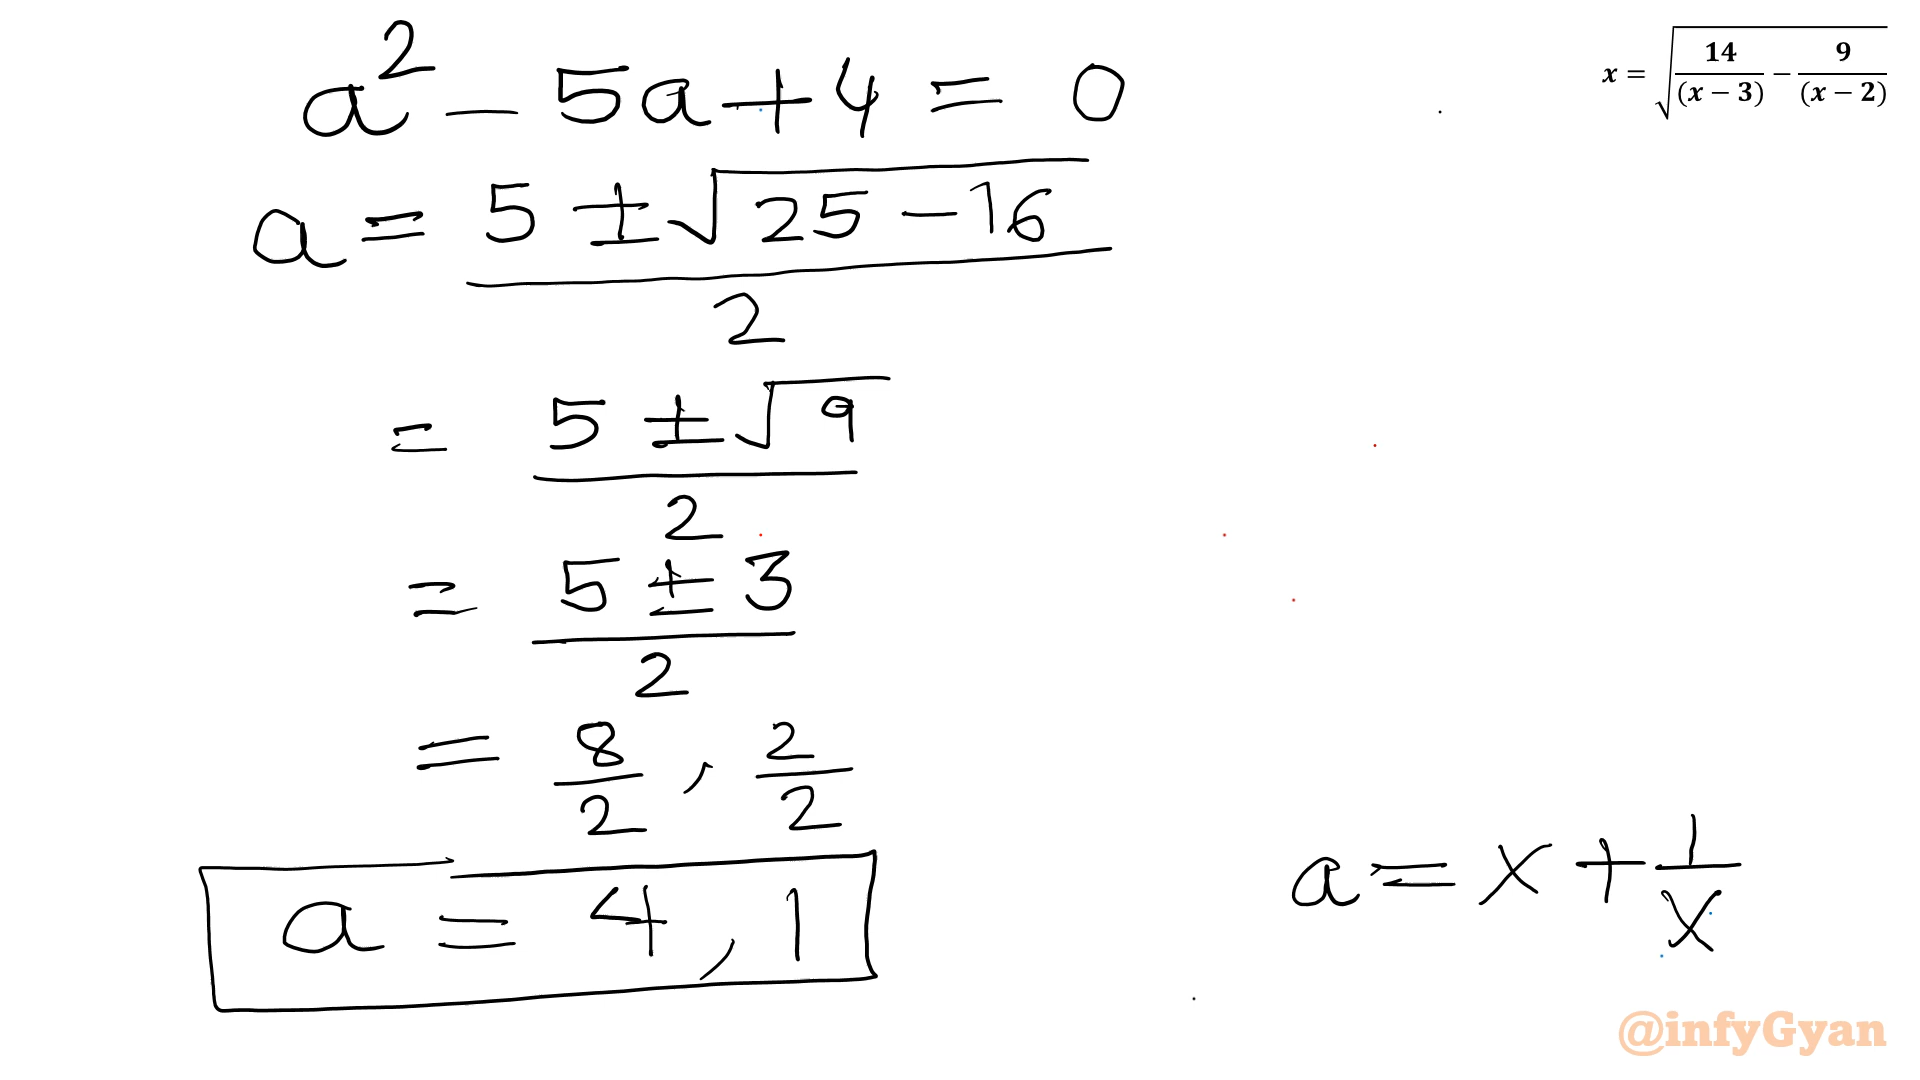 a² - 5a + 4 = 0
x = √(14/(x − 3) − 9/(x − 2))
a = (5 ± √(25 - 16))/2
= (5 ± √9)/2
= (5 ± 3)/2
= 8/2 , 2/2
a = 4 , 1
a = x + 1/x
@infyGyan